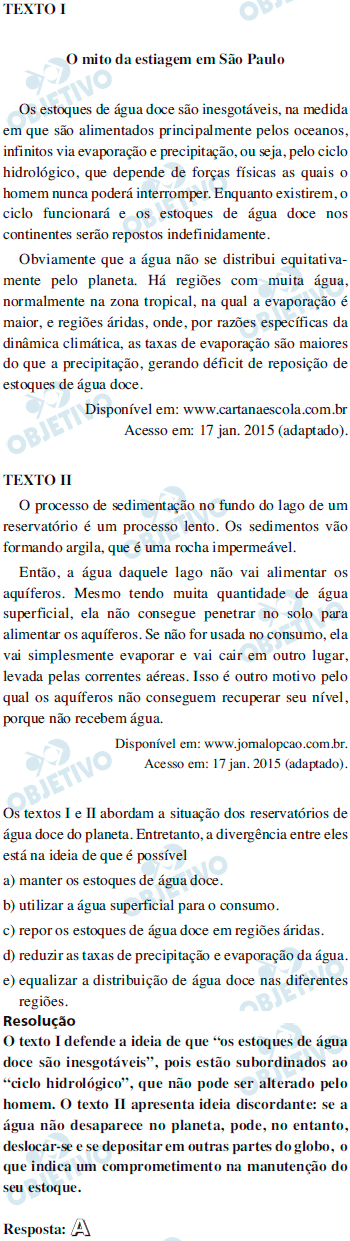 TEXTO I
O mito da estiagem em São Paulo
Os estoques de água doce são inesgotáveis, na medida
em que são alimentados principalmente pelos oceanos,
infinitos via evaporação e precipitação, ou seja, pelo ciclo
hidrológico, que depende de forças físicas as quais o
homem nunca poderá interromper. Enquanto existirem, o
ciclo funcionará e os estoques de água doce nos
continentes serão repostos indefinidamente.
Obviamente que a água não se distribui equitativa-
mente pelo planeta. Há regiões com muita água,
normalmente na zona tropical, na qual a evaporação é
maior, e regiões áridas, onde, por razões específicas da
dinâmica climática, as taxas de evaporação são maiores
do que a precipitação, gerando déficit de reposição de
estoques de água doce.
Disponível em: www.cartanaescola.com.br
Acesso em: 17 jan. 2015 (adaptado).
TEXTO II
O processo de sedimentação no fundo do lago de um
reservatório é um processo lento. Os sedimentos vão
formando argila, que é uma rocha impermeável.
Então, a água daquele lago não vai alimentar os
aquíferos. Mesmo tendo muita quantidade de água
superficial, ela não consegue penetrar no solo para
alimentar os aquíferos. Se não for usada no consumo, ela
vai simplesmente evaporar e vai cair em outro lugar,
levada pelas correntes aéreas. Isso é outro motivo pelo
qual os aquíferos não conseguem recuperar seu nível,
porque não recebem água.
Disponível em: www.jornalopcao.com.br.
Acesso em: 17 jan. 2015 (adaptado).
Os textos I e II abordam a situação dos reservatórios de
água doce do planeta. Entretanto, a divergência entre eles
está na ideia de que é possível
a) manter os estoques de água doce.
b) utilizar a água superficial para o consumo.
c) repor os estoques de água doce em regiões áridas.
d) reduzir as taxas de precipitação e evaporação da água.
e) equalizar a distribuição de água doce nas diferentes
regiões.
Resolução
O texto I defende a ideia de que “os estoques de água
doce são inesgotáveis”, pois estão subordinados ao
“ciclo hidrológico”, que não pode ser alterado pelo
homem. O texto II apresenta ideia discordante: se a
água não desaparece no planeta, pode, no entanto,
deslocar-se e se depositar em outras partes do globo, o
que indica um comprometimento na manutenção do
seu estoque.
Resposta: A
OBJETIVO
OBJETIVO
OBJETIVO
OBJETIVO
OBJETIVO
OBJETIVO
OBJETIVO
OBJETIVO
OBJETIVO
OBJETIVO
OBJETIVO
OBJETIVO
OBJETIVO